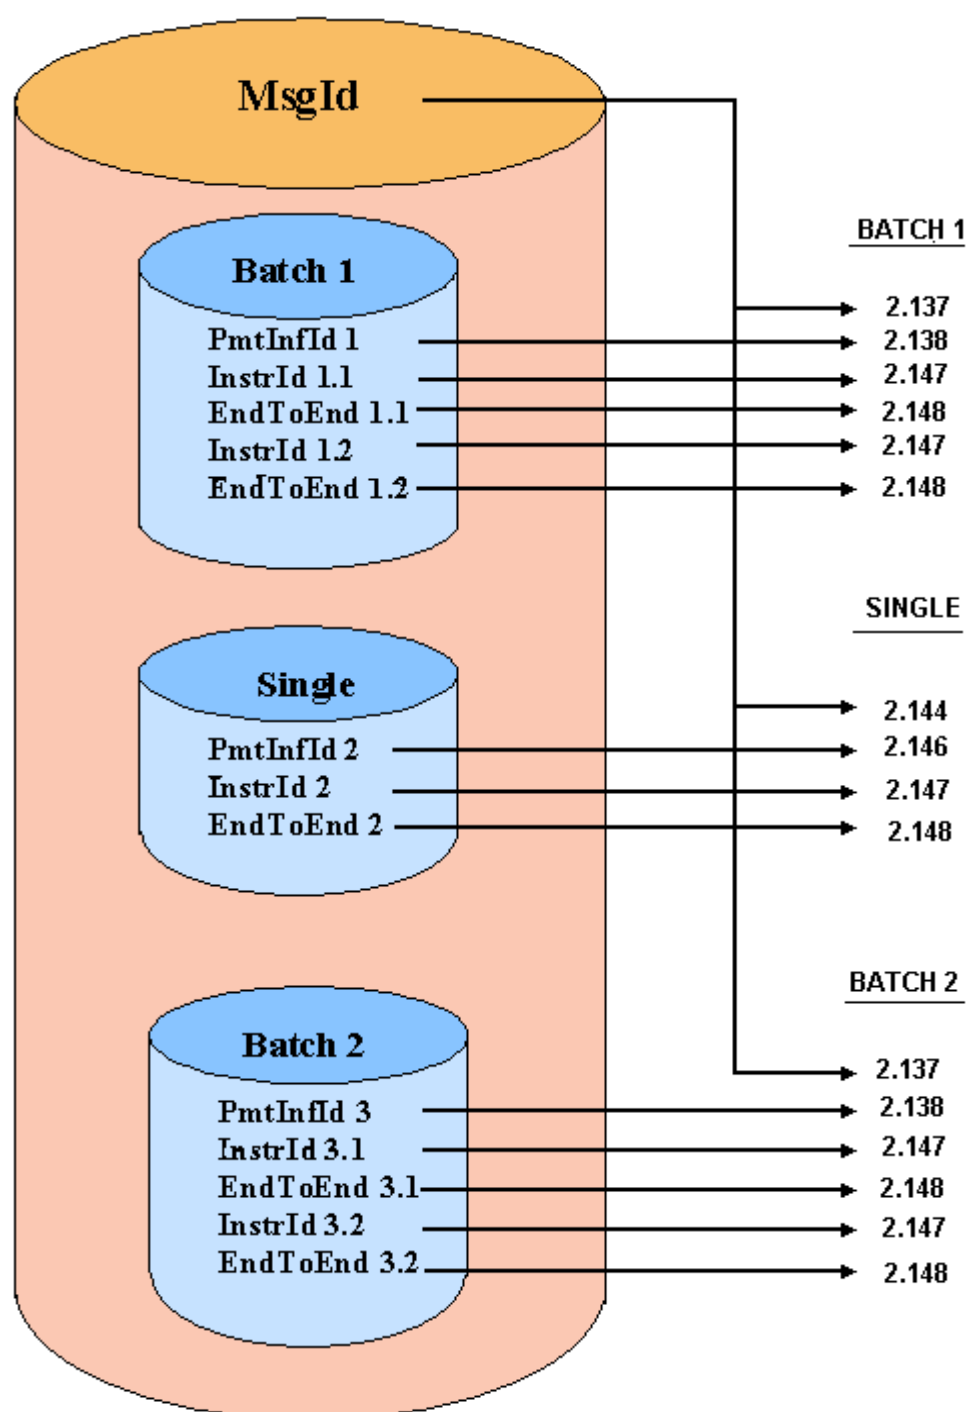 MsgId
BATCH 1
Batch 1
2.137
PmtInfId 1 2.138
InstrId 1.1 2.147
EndToEnd 1.1 2.148
InstrId 1.2 2.147
EndToEnd 1.2 2.148
SINGLE
Single
2.144
PmtInfId 2 2.146
InstrId 2 2.147
EndToEnd 2 2.148
BATCH 2
Batch 2
2.137
PmtInfId 3 2.138
InstrId 3.1 2.147
EndToEnd 3.1 2.148
InstrId 3.2 2.147
EndToEnd 3.2 2.148